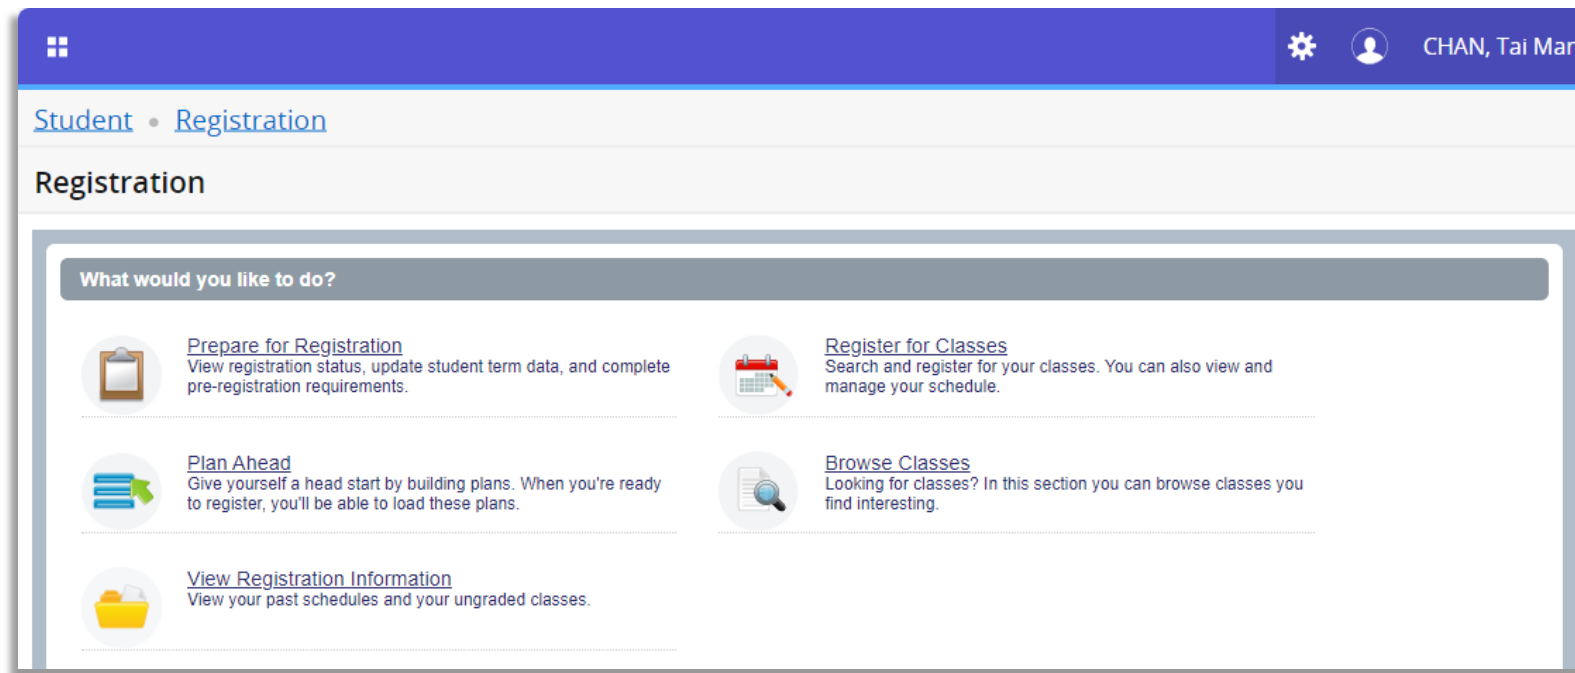 CHAN, Tai Man
Student • Registration
Registration
What would you like to do?
Prepare for Registration
View registration status, update student term data, and complete
pre-registration requirements.
Register for Classes
Search and register for your classes. You can also view and
manage your schedule.
Plan Ahead
Give yourself a head start by building plans. When you're ready
to register, you'll be able to load these plans.
Browse Classes
Looking for classes? In this section you can browse classes you
find interesting.
View Registration Information
View your past schedules and your ungraded classes.